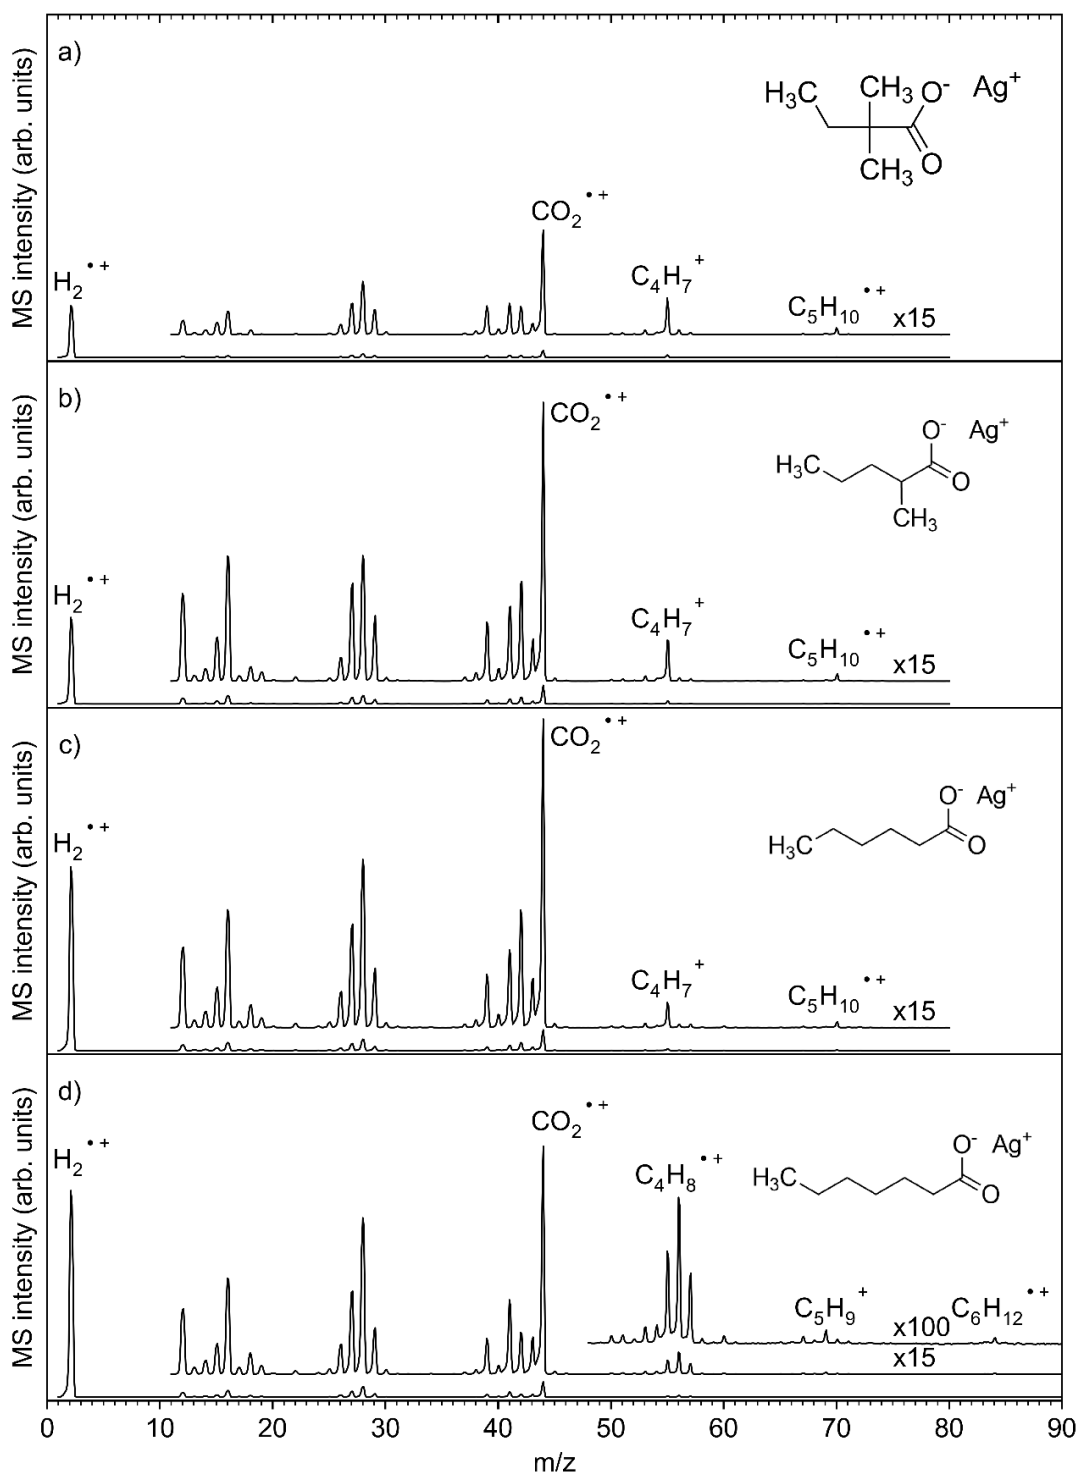 a)
MS intensity (arb. units)
H₃C CH₃ O⁻ Ag⁺
CH₃ O
H₂•+
CO₂•+
C₄H₇+
C₅H₁₀•+
x15
b)
MS intensity (arb. units)
O⁻ Ag⁺
H₃C O
CH₃
H₂•+
CO₂•+
C₄H₇+
C₅H₁₀•+
x15
c)
MS intensity (arb. units)
O⁻ Ag⁺
H₃C O
H₂•+
CO₂•+
C₄H₇+
C₅H₁₀•+
x15
d)
MS intensity (arb. units)
O⁻ Ag⁺
H₃C O
H₂•+
CO₂•+
C₄H₈•+
C₅H₉+
C₆H₁₂•+
x100
x15
0 10 20 30 40 50 60 70 80 90
m/z